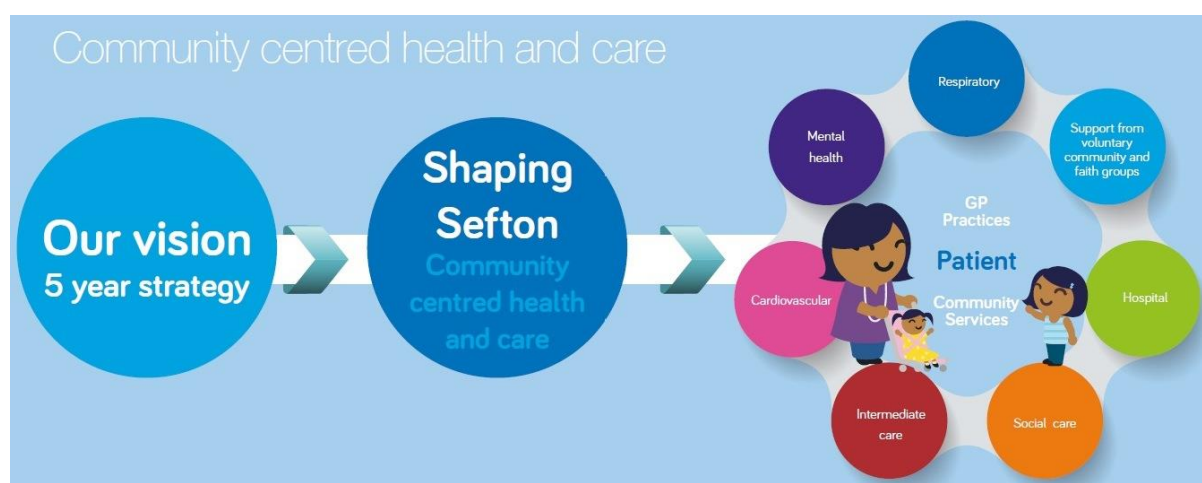 Community centred health and care
Our vision
5 year strategy
Shaping
Sefton
Community
centred health
and care
Respiratory
Mental
health
Support from
voluntary
community and
faith groups
GP
Practices
Patient
Community
Services
Cardiovascular
Hospital
Intermediate
care
Social care